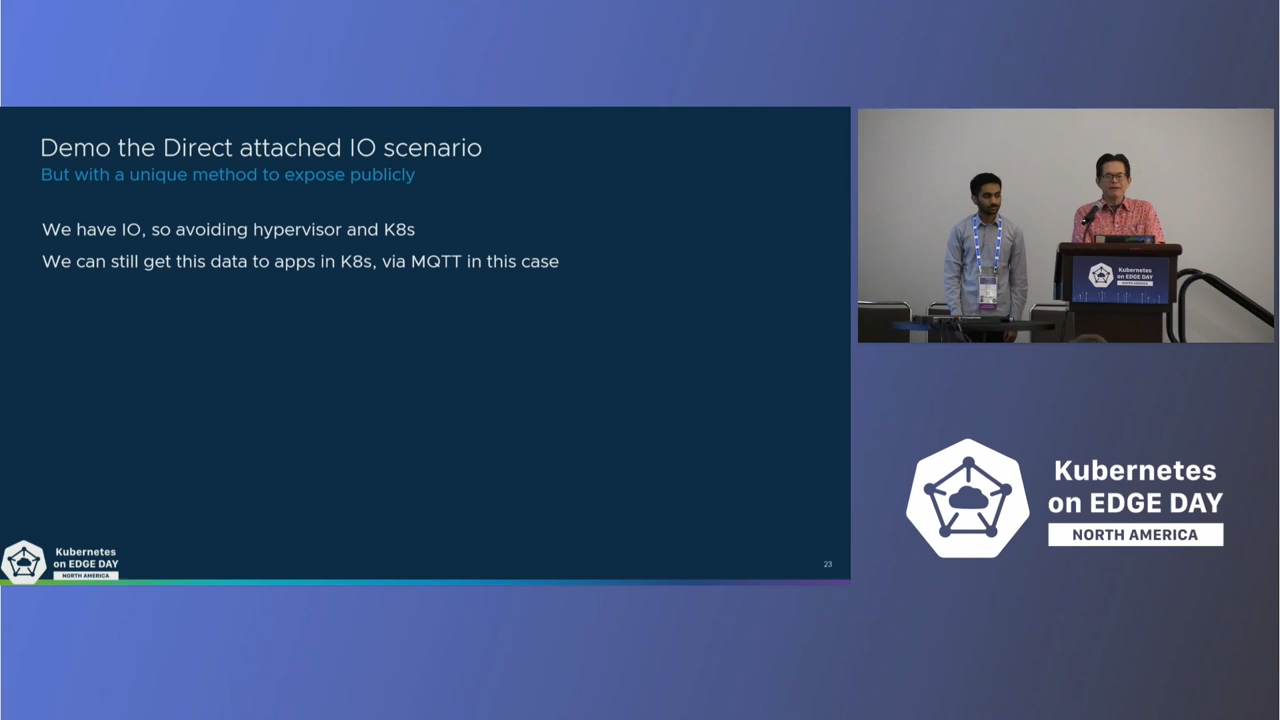 Demo the Direct attached IO scenario
But with a unique method to expose publicly
We have IO, so avoiding hypervisor and K8s
We can still get this data to apps in K8s, via MQTT in this case
Kubernetes
on EDGE DAY
NORTH AMERICA
23
Kubernetes
on EDGE DAY
NORTH AMERICA
Kubernetes
on EDGE DAY
NORTH AMERICA